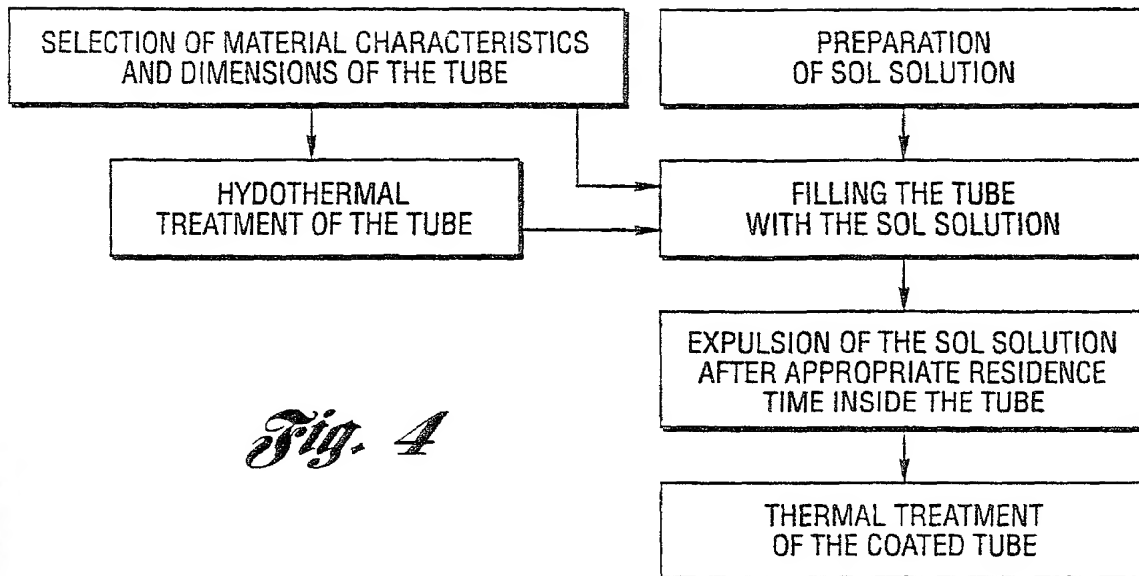 SELECTION OF MATERIAL CHARACTERISTICS
AND DIMENSIONS OF THE TUBE
PREPARATION
OF SOL SOLUTION
HYDOTHERMAL
TREATMENT OF THE TUBE
FILLING THE TUBE
WITH THE SOL SOLUTION
EXPULSION OF THE SOL SOLUTION
AFTER APPROPRIATE RESIDENCE
TIME INSIDE THE TUBE
THERMAL TREATMENT
OF THE COATED TUBE
Fig. 4